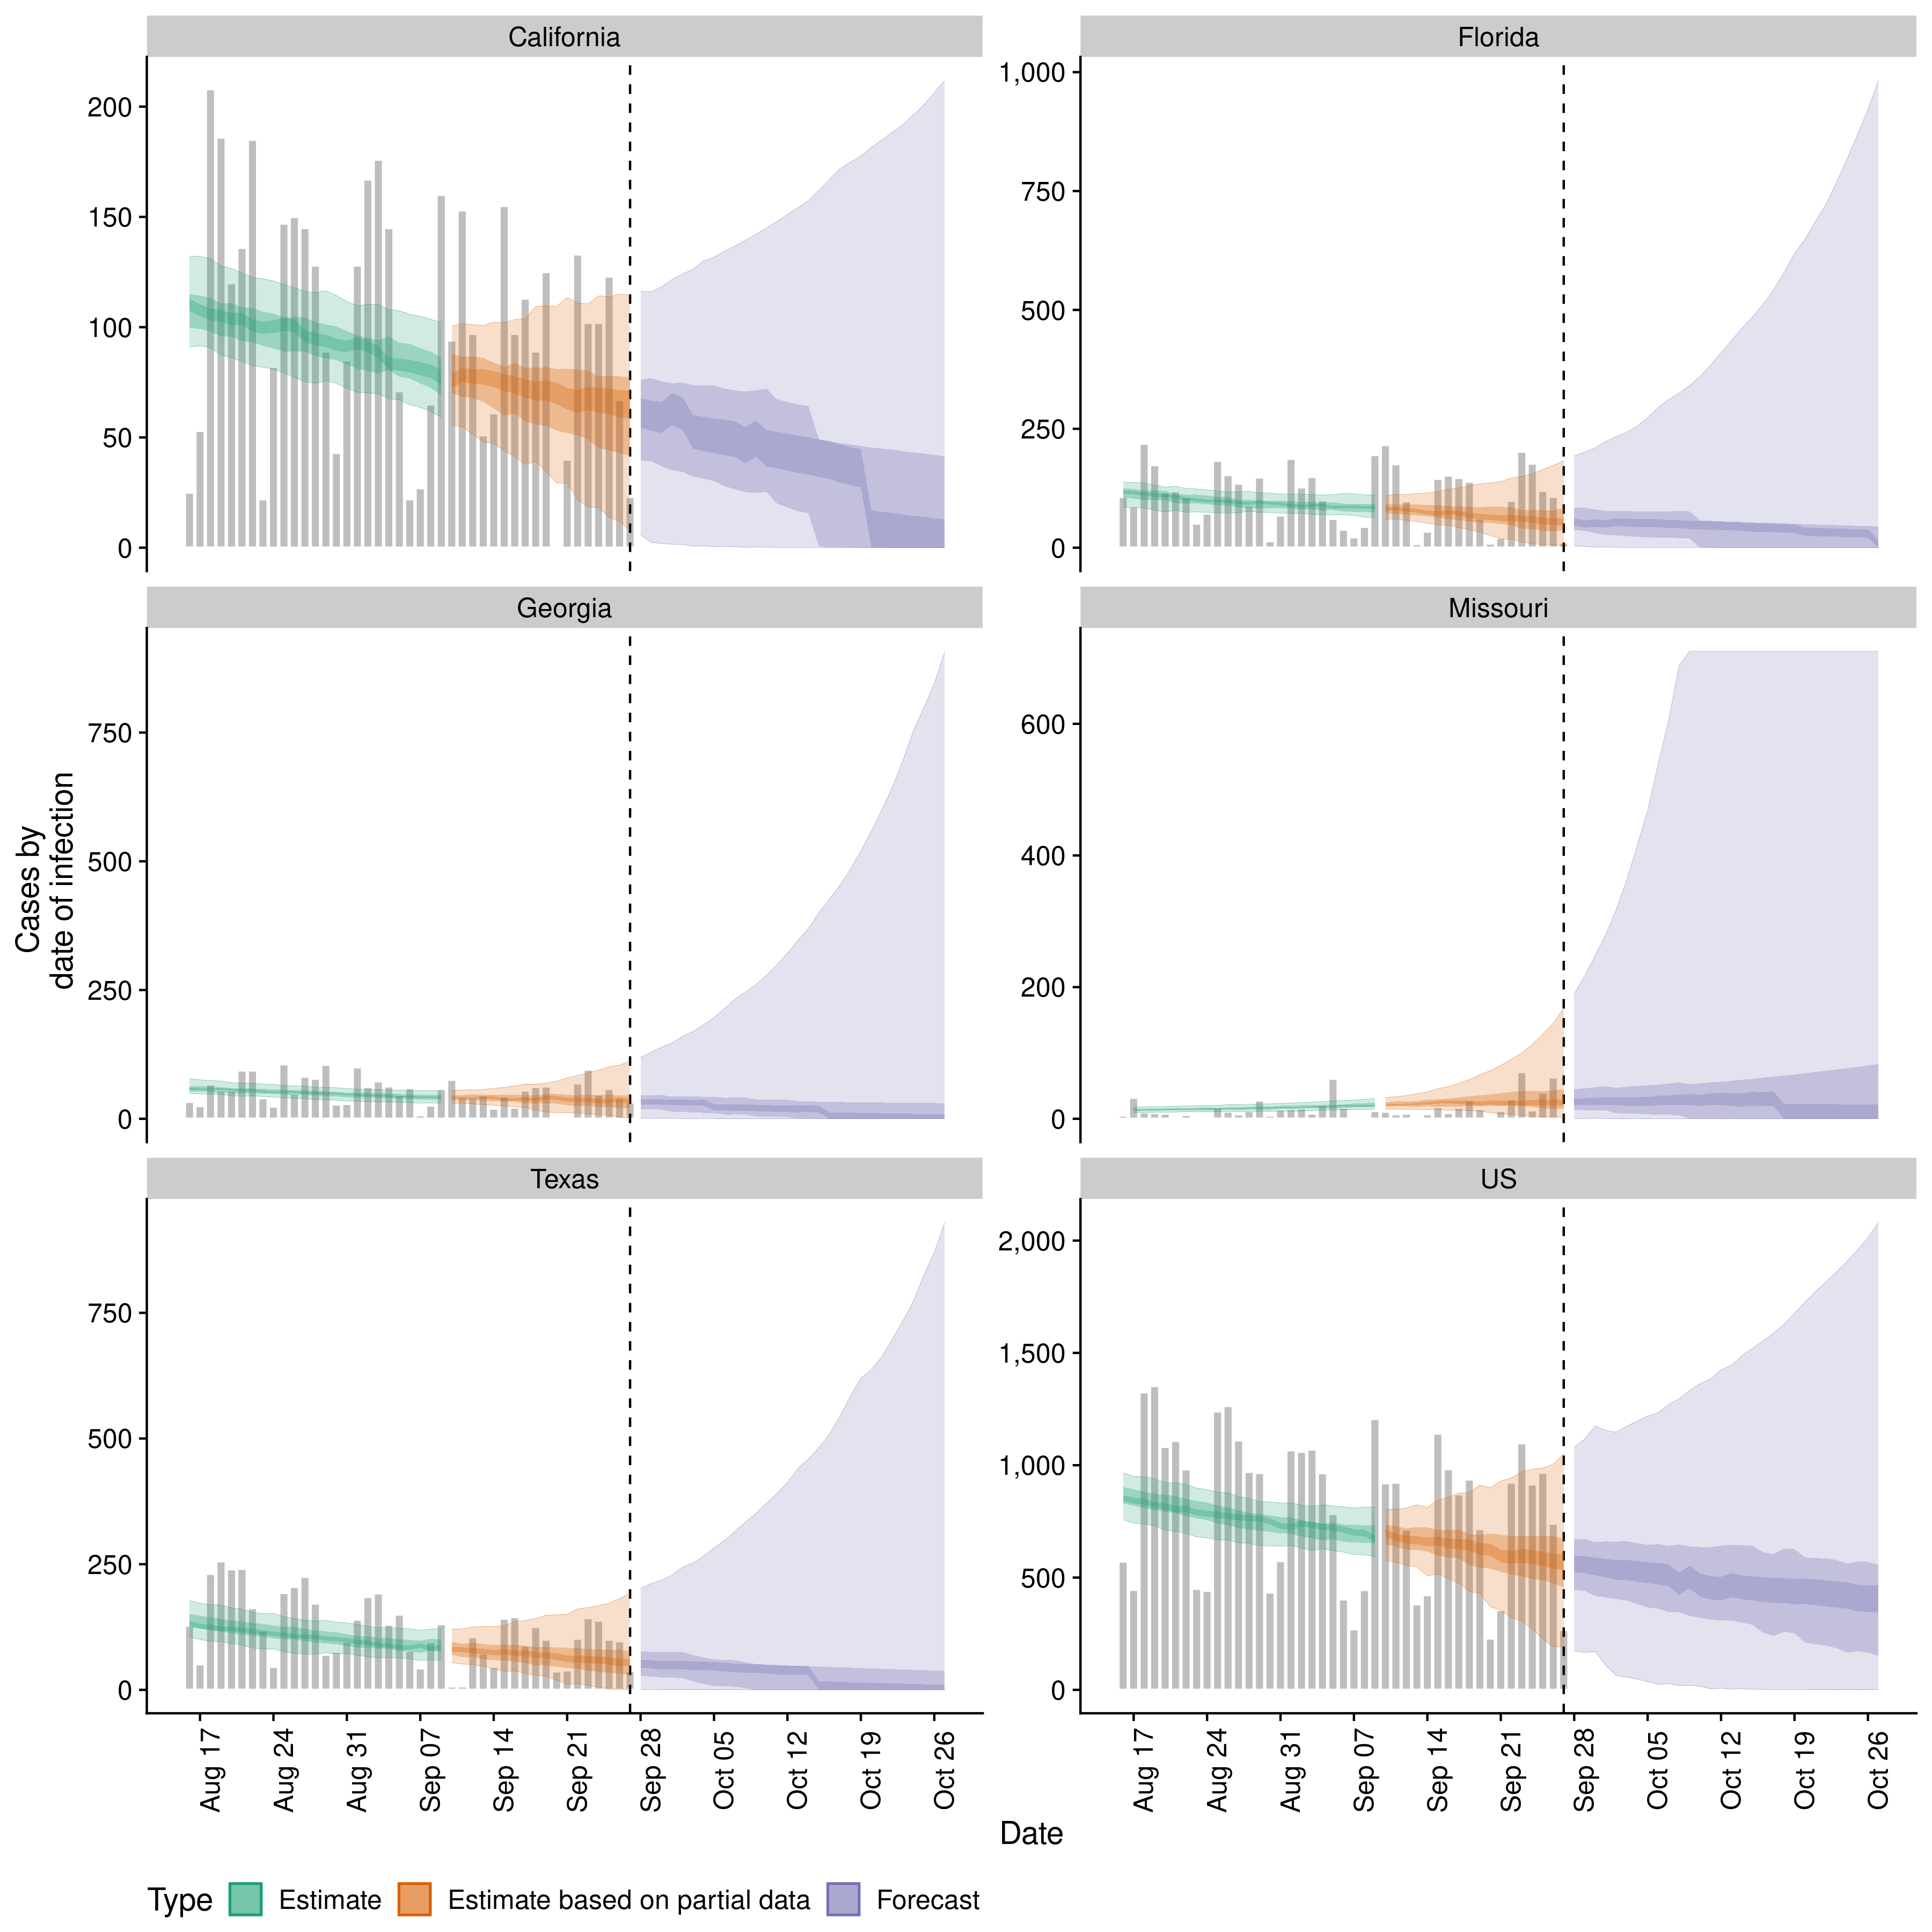 California
Florida
200
150
100
50
0
1,000
750
500
250
0
Georgia
Missouri
750
500
250
0
600
400
200
0
Cases by
date of infection
Texas
US
750
500
250
0
2,000
1,500
1,000
500
0
Aug 17
Aug 24
Aug 31
Sep 07
Sep 14
Sep 21
Sep 28
Oct 05
Oct 12
Oct 19
Oct 26
Aug 17
Aug 24
Aug 31
Sep 07
Sep 14
Sep 21
Sep 28
Oct 05
Oct 12
Oct 19
Oct 26
Date
Type Estimate Estimate based on partial data Forecast